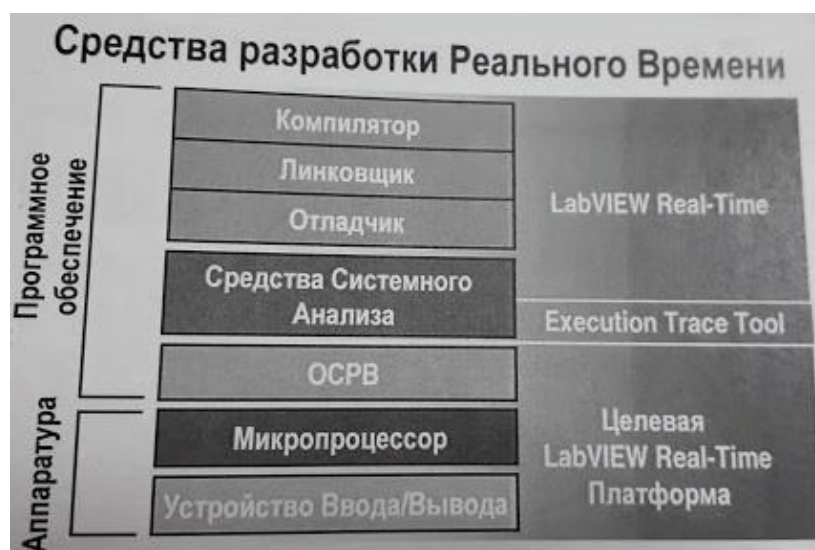 Средства разработки Реального Времени
Программное
обеспечение
Компилятор
Линковщик
Отладчик
Средства Системного
Анализа
ОСРВ
LabVIEW Real-Time
Execution Trace Tool
Аппаратура
Микропроцессор
Устройство Ввода/Вывода
Целевая
LabVIEW Real-Time
Платформа